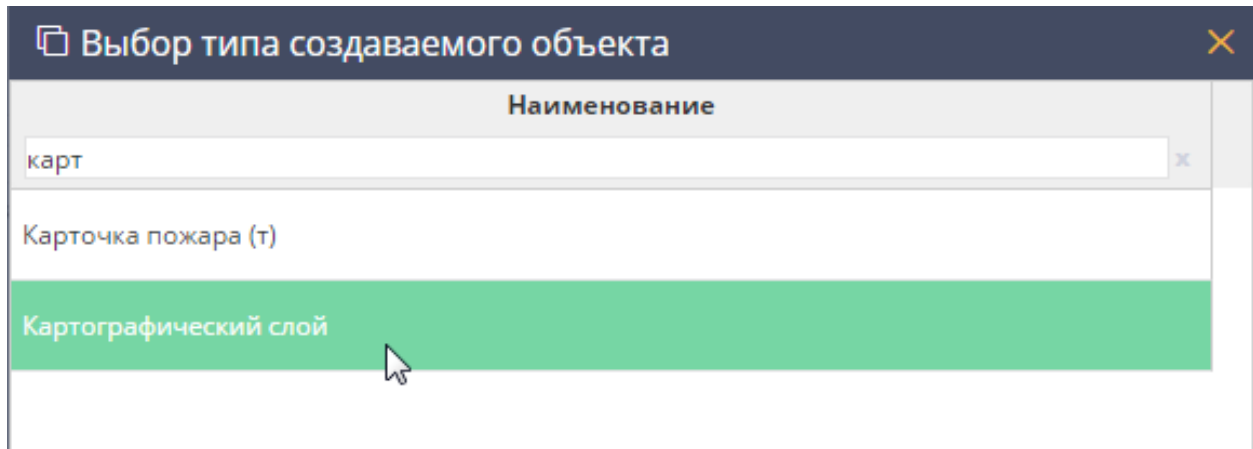 Выбор типа создаваемого объекта
Наименование
карт
Карточка пожара (т)
Картографический слой